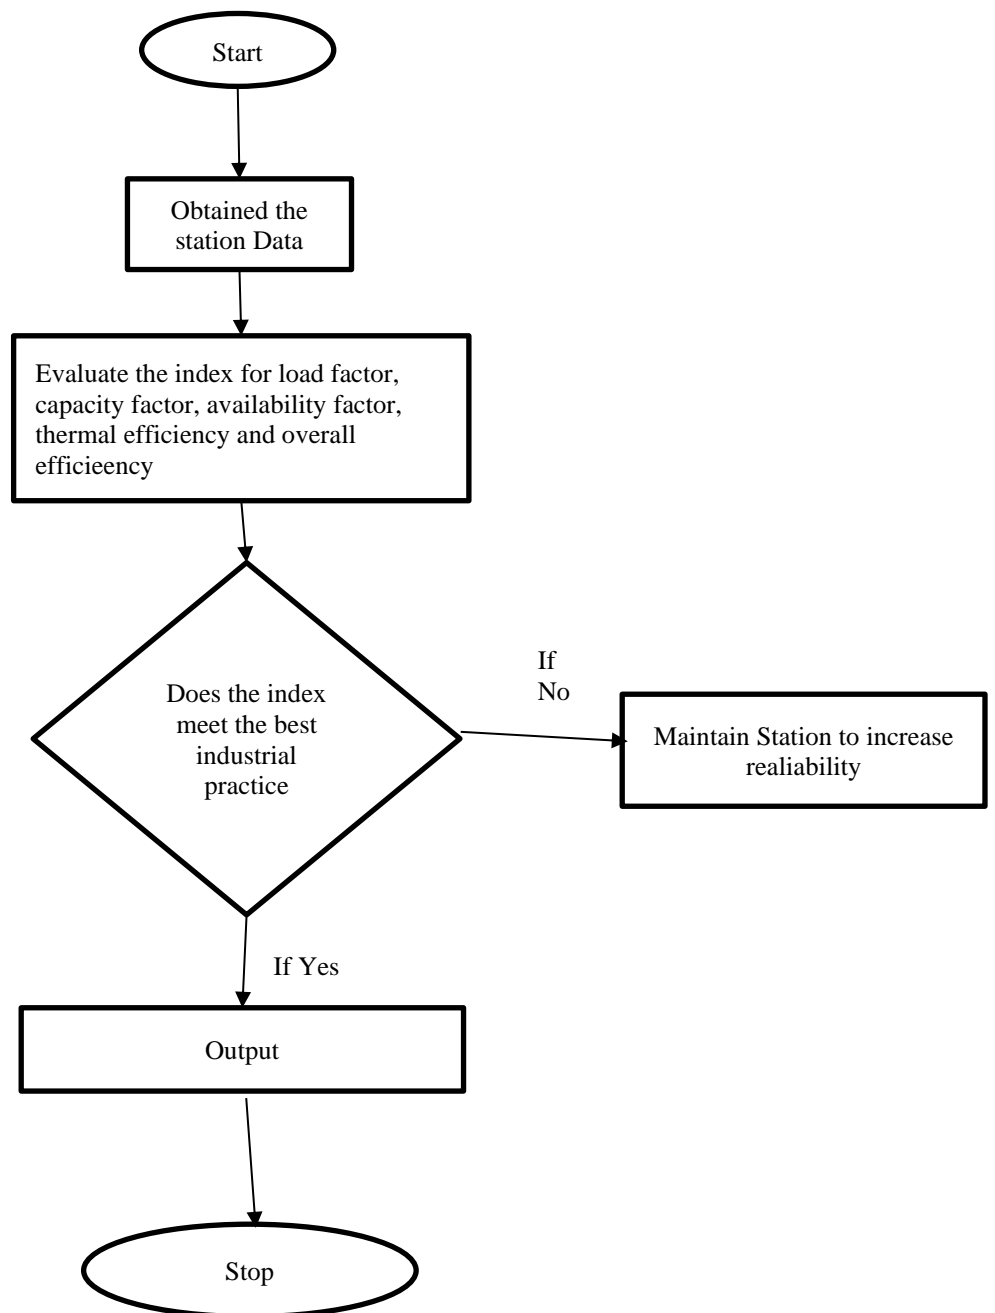 Start
Obtained the
station Data
Evaluate the index for load factor,
capacity factor, availability factor,
thermal efficiency and overall
efficieency
Does the index
meet the best
industrial
practice
If
No
Maintain Station to increase
realiability
If Yes
Output
Stop